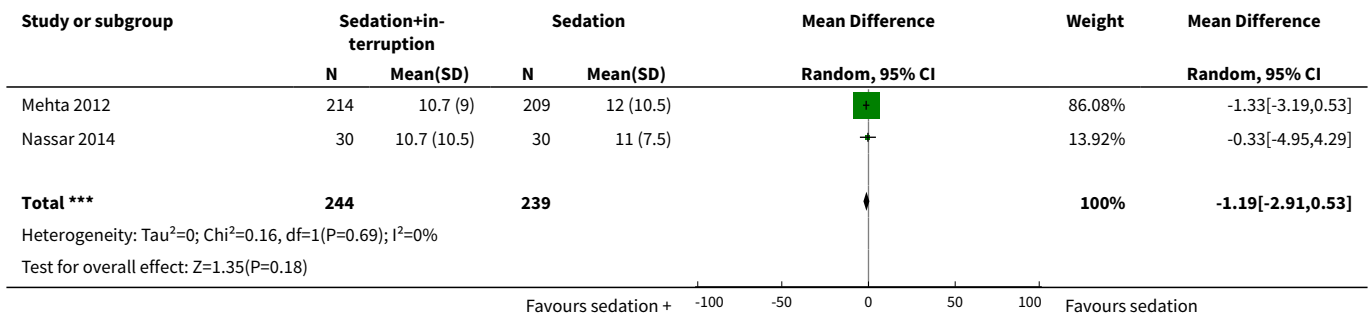 Study or subgroup Sedation+in- Sedation Mean Difference Weight Mean Difference
terruption
N Mean(SD) N Mean(SD) Random, 95% CI Random, 95% CI
Mehta 2012 214 10.7 (9) 209 12 (10.5) 86.08% -1.33[-3.19,0.53]
Nassar 2014 30 10.7 (10.5) 30 11 (7.5) 13.92% -0.33[-4.95,4.29]
Total *** 244 239 100% -1.19[-2.91,0.53]
Heterogeneity: Tau²=0; Chi²=0.16, df=1(P=0.69); I²=0%
Test for overall effect: Z=1.35(P=0.18)
Favours sedation + -100 -50 0 50 100 Favours sedation